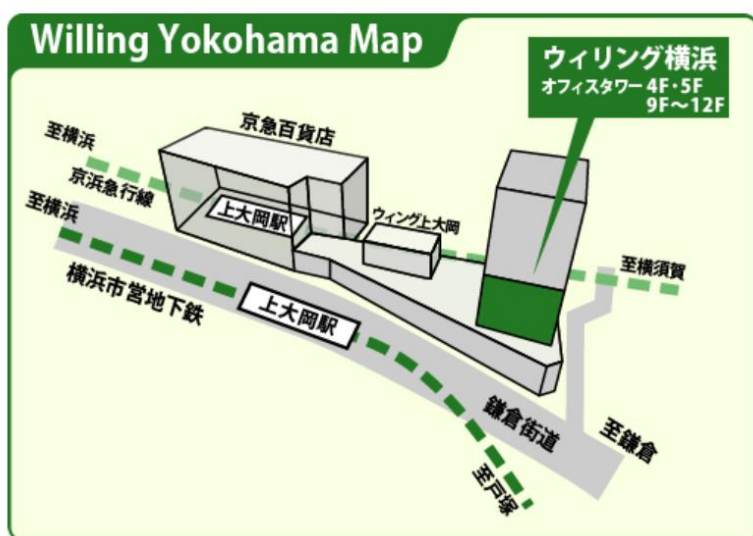 Willing Yokohama Map
ウィリング横浜
オフィスタワー 4F・5F
9F～12F
京急百貨店
至横浜
京浜急行線
上大岡駅
ウィング上大岡
至横須賀
至横浜
横浜市営地下鉄
上大岡駅
鎌倉街道
至鎌倉
至戸塚